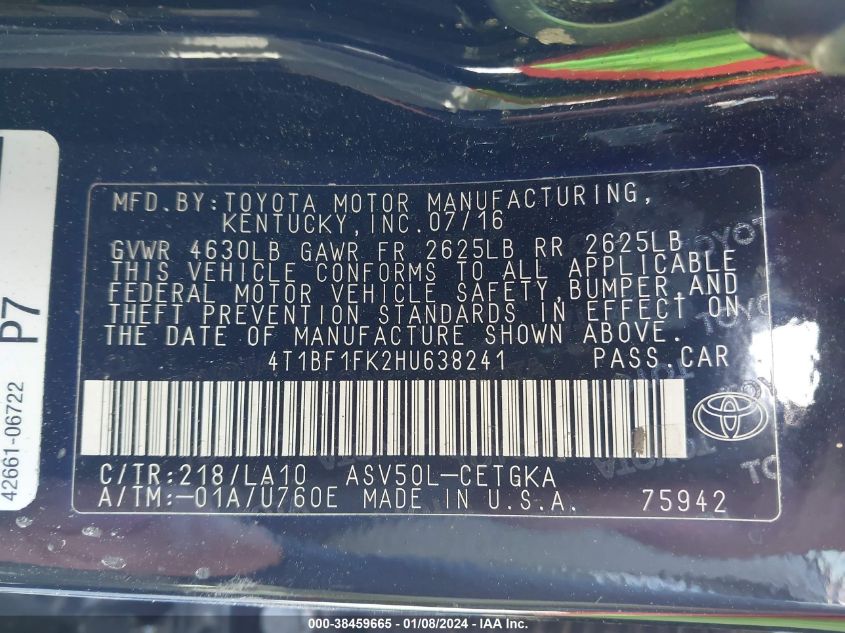 MFD.BY:TOYOTA MOTOR MANUFACTURING,
KENTUCKY,INC.07/16
GVWR 4630LB GAWR FR 2625LB RR 2625LB
THIS VEHICLE CONFORMS TO ALL APPLICABLE
FEDERAL MOTOR VEHICLE SAFETY,BUMPER,AND
THEFT PREVENTION STANDARDS IN EFFECT ON
THE DATE OF MANUFACTURE SHOWN ABOVE.
4T1BF1FK2HU638241 PASS.CAR
C/TR:218/LA10 ASV50L-CETGKA
A/TM:-01A/U760E MADE IN U.S.A. 75942
42661-06722 P7
000-38459665 - 01/08/2024 - IAA Inc.